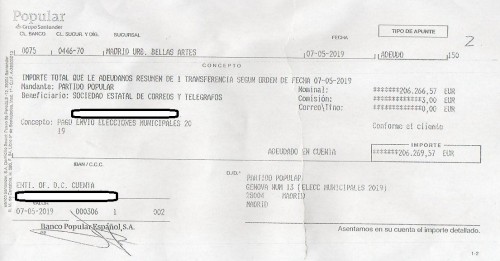 Popular
Grupo Santander
CL. BANCO CL. SUCUR. Y DIG. SUCURSAL FECHA TIPO DE APUNTE
2
0075 0446-70 MADRID URB. BELLAS ARTES 07-05-2019 ADEUDO 150
CONCEPTO
IMPORTE TOTAL QUE LE ADEUDAMOS RESUMEN DE 1 TRANSFERENCIA SEGUN ORDEN DE FECHA 07-05-2019
Mandante: PARTIDO POPULAR Nominal: ******206.266,57 EUR
Beneficiario: SOCIEDAD ESTATAL DE CORREOS Y TELEGRAFOS Comisión: 3,00 EUR
Correo\Tfno: 0,00 EUR
Concepto: PAGO ENVIO ELECCIONES MUNICIPALES 20
19
Conforme el cliente
IMPORTE
ADEUDADO EN CUENTA ******206.269,57 EUR
IBAN / C.C.C.
D./D.ª
PARTIDO POPULAR
GENOVA NUM 13 (ELEC MUNICIPALES 2019)
28004 MADRID
MADRID
ENTI. OF. D.C. CUENTA
VALOR
07-05-2019 000306 1 002
Banco Popular Español, S.A.
Asentamos en su cuenta el importe detallado.